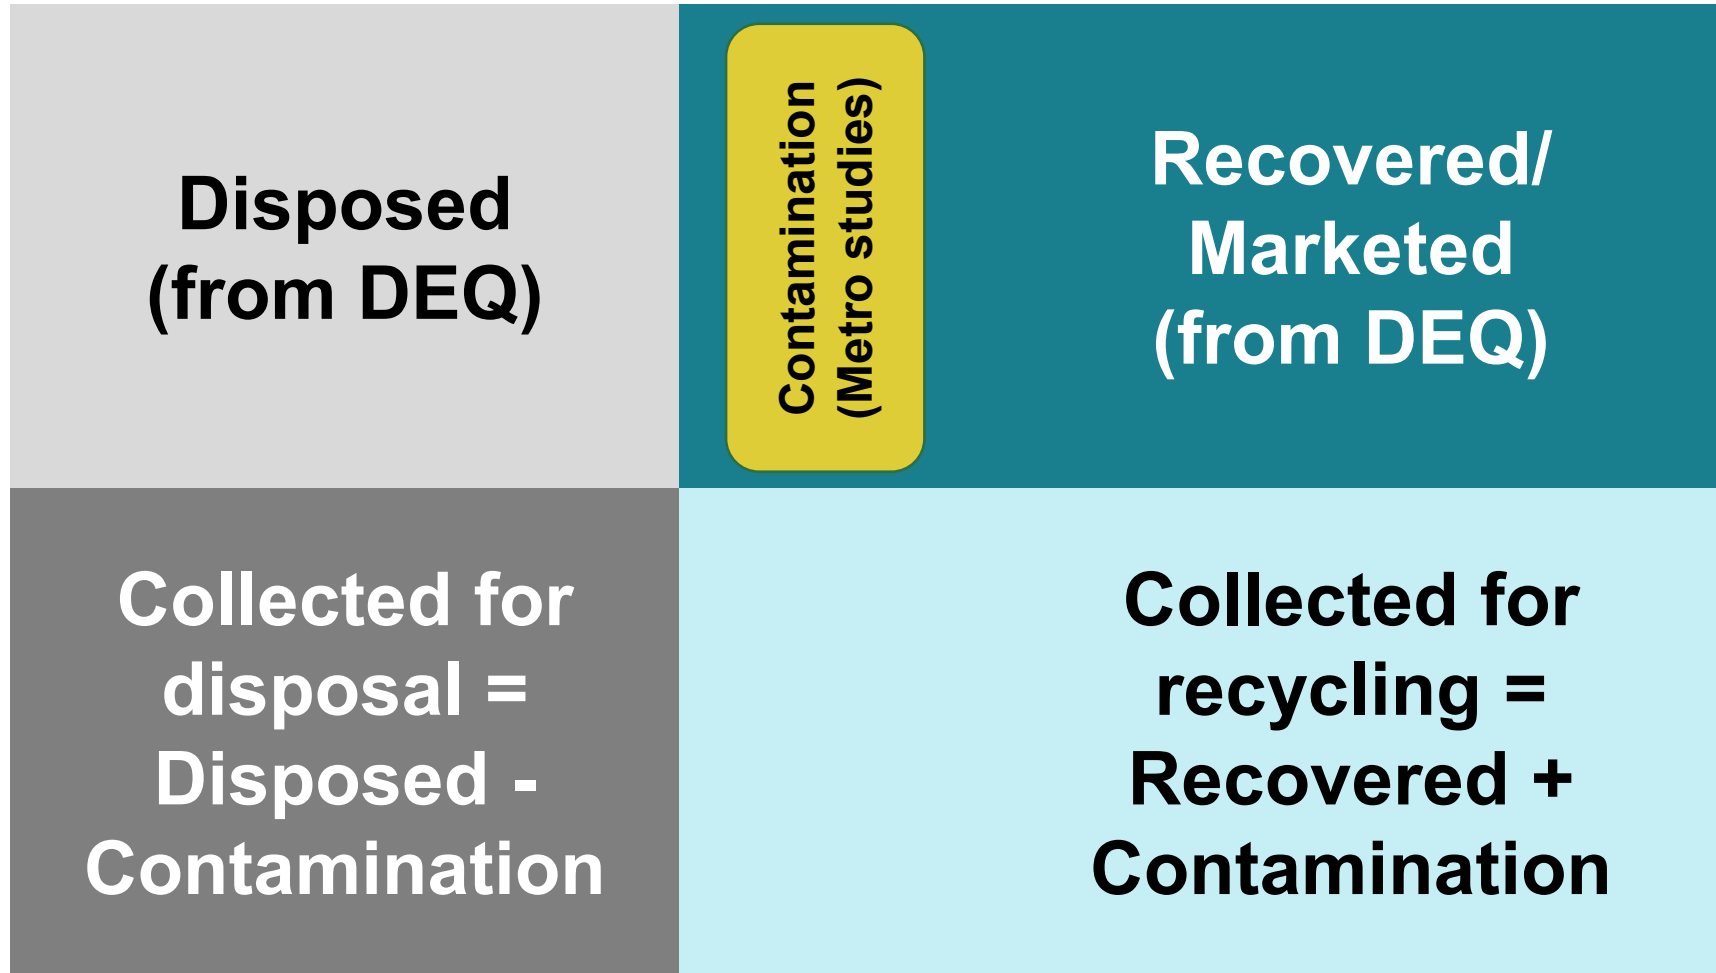 Disposed
(from DEQ)
Contamination
(Metro studies)
Recovered/
Marketed
(from DEQ)
Collected for
disposal =
Disposed -
Contamination
Collected for
recycling =
Recovered +
Contamination